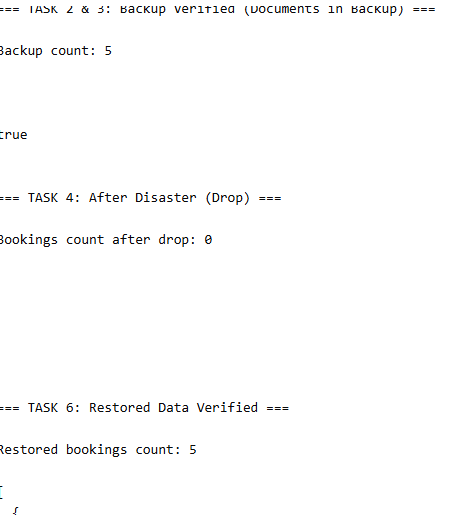 === TASK 2 & 3: Backup Verified (Documents in Backup) ===
Backup count: 5
true
=== TASK 4: After Disaster (Drop) ===
Bookings count after drop: 0
=== TASK 6: Restored Data Verified ===
Restored bookings count: 5
[
{